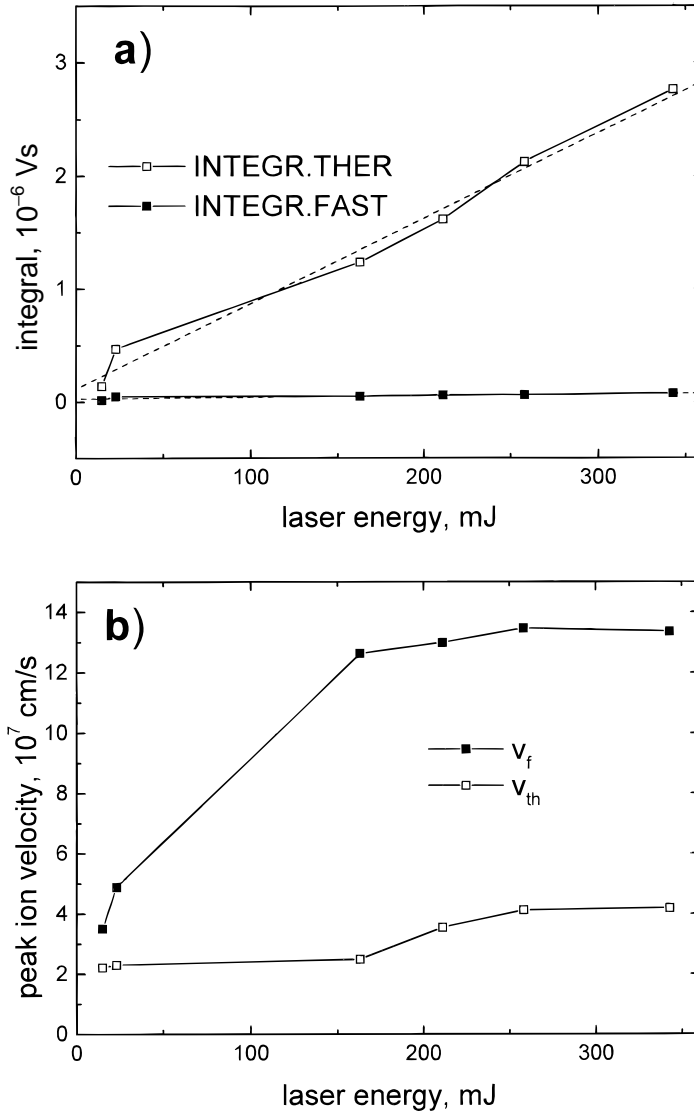 a)
3
2
1
0
integral, 10⁻⁶ Vs
INTEGR.THER
INTEGR.FAST
0 100 200 300
laser energy, mJ
b)
14
12
10
8
6
4
2
0
peak ion velocity, 10⁷ cm/s
v_f
v_th
0 100 200 300
laser energy, mJ